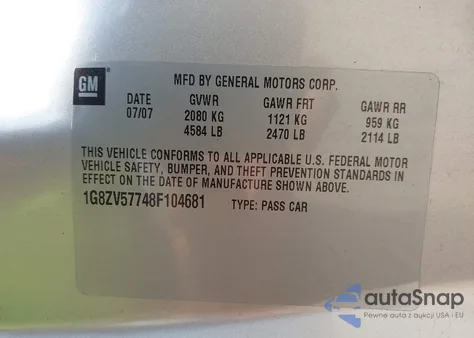 GM
MFD BY GENERAL MOTORS CORP.
DATE GVWR GAWR FRT GAWR RR
07/07 2080 KG 1121 KG 959 KG
4584 LB 2470 LB 2114 LB
THIS VEHICLE CONFORMS TO ALL APPLICABLE U.S. FEDERAL MOTOR
VEHICLE SAFETY, BUMPER, AND THEFT PREVENTION STANDARDS IN
EFFECT ON THE DATE OF MANUFACTURE SHOWN ABOVE.
1G8ZV57748F104681 TYPE: PASS CAR
autaSnap
Pewne auta z aukcji USA i EU